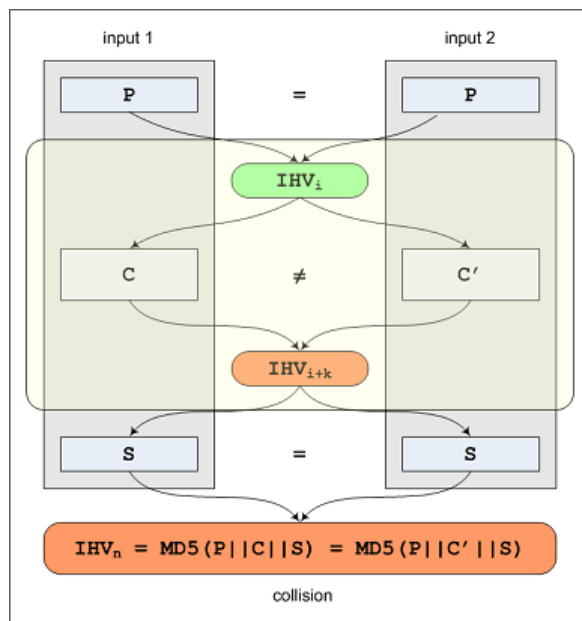 input 1 input 2
P = P
IHVi
C ≠ C'
IHVi+k
S = S
IHVn = MD5(P||C||S) = MD5(P||C'||S)
collision